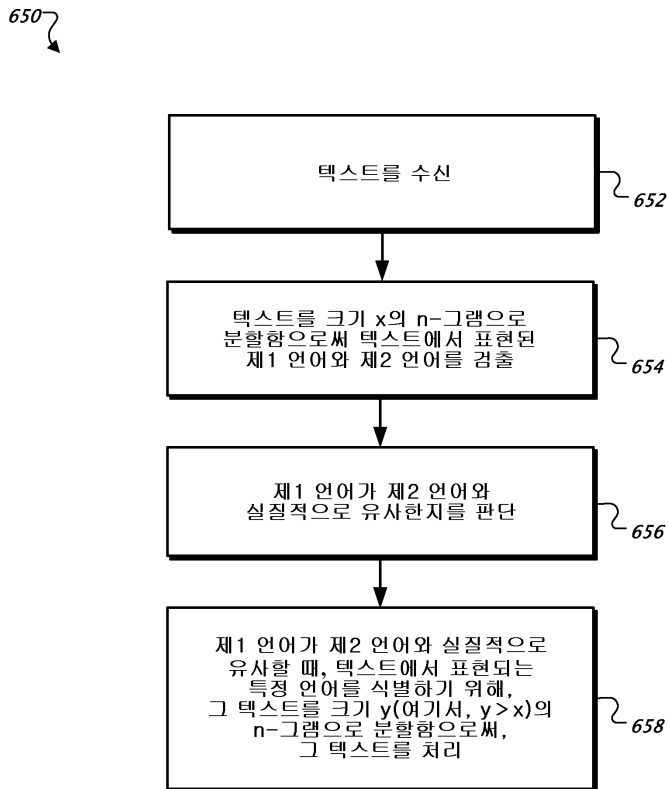 650
텍스트를 수신
652
텍스트를 크기 x의 n-그램으로
분할함으로써 텍스트에서 표현된
제1 언어와 제2 언어를 검출
654
제1 언어가 제2 언어와
실질적으로 유사한지를 판단
656
제1 언어가 제2 언어와 실질적으로
유사할 때, 텍스트에서 표현되는
특정 언어를 식별하기 위해,
그 텍스트를 크기 y(여기서, y>x)의
n-그램으로 분할함으로써,
그 텍스트를 처리
658